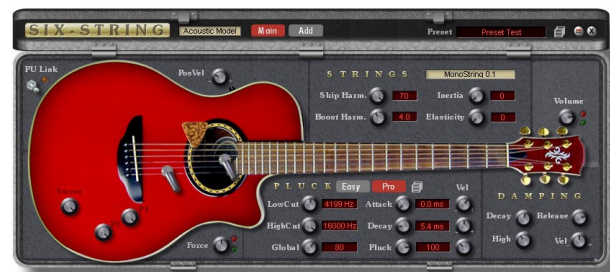 SIX-STRING Acoustic Model Main Add Preset Preset Test
PU Link
PosVel
STRINGS MonoString 0.1
Skip Harm. 70 Inertia 0
Boost Harm. 4.0 Elasticity 0
Volume
PLUCK Easy Pro Vel
DAMPING
LowCut 4199 Hz Attack 0.0 ms
HighCut 16000 Hz Decay 5.4 ms
Global 80 Pluck 100
Decay Release
High Vel
Stereo
P1
Force